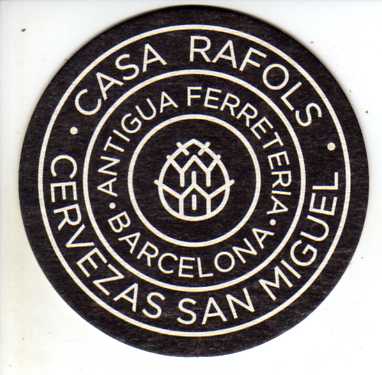 CASA RAFOLS
CERVEZAS SAN MIGUEL
ANTIGUA FERRETERIA
BARCELONA